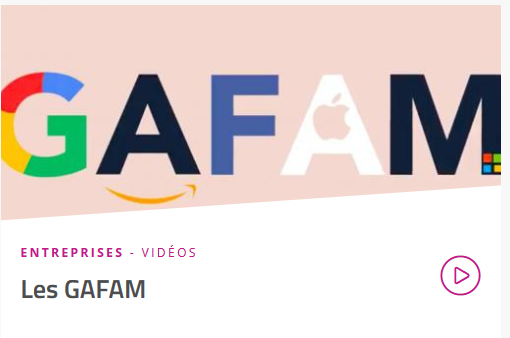 GAFAM
ENTREPRISES - VIDÉOS
Les GAFAM